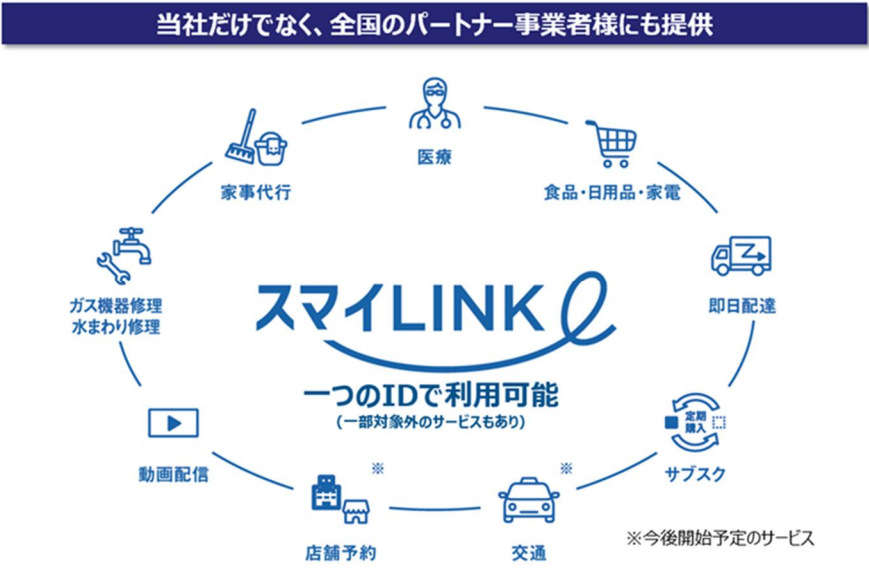 当社だけでなく、全国のパートナー事業者様にも提供
医療
家事代行
食品・日用品・家電
ガス機器修理
水まわり修理
即日配達
スマイLINK
一つのIDで利用可能
(一部対象外のサービスもあり)
定期
購入
動画配信
サブスク
※
※
店舗予約
交通
※今後開始予定のサービス